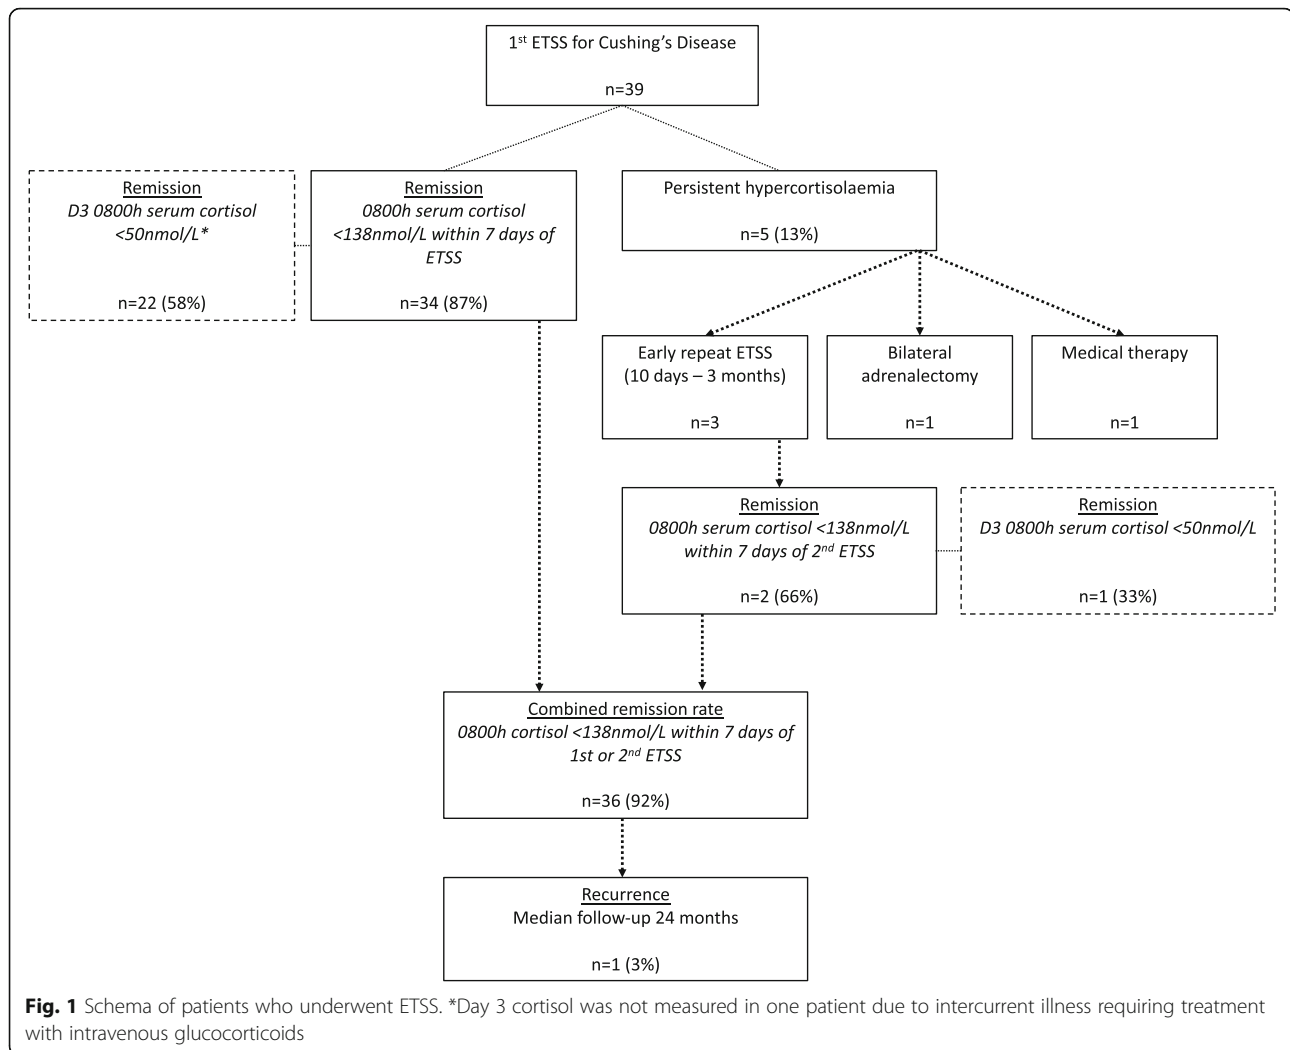 1st ETSS for Cushing's Disease
n=39
Remission
D3 0800h serum cortisol
<50nmol/L*
n=22 (58%)
Remission
0800h serum cortisol
<138nmol/L within 7 days of
ETSS
n=34 (87%)
Persistent hypercortisolaemia
n=5 (13%)
Early repeat ETSS
(10 days – 3 months)
n=3
Bilateral
adrenalectomy
n=1
Medical therapy
n=1
Remission
0800h serum cortisol <138nmol/L
within 7 days of 2nd ETSS
n=2 (66%)
Remission
D3 0800h serum cortisol <50nmol/L
n=1 (33%)
Combined remission rate
0800h cortisol <138nmol/L within 7 days of
1st or 2nd ETSS
n=36 (92%)
Recurrence
Median follow-up 24 months
n=1 (3%)
Fig. 1 Schema of patients who underwent ETSS. *Day 3 cortisol was not measured in one patient due to intercurrent illness requiring treatment
with intravenous glucocorticoids